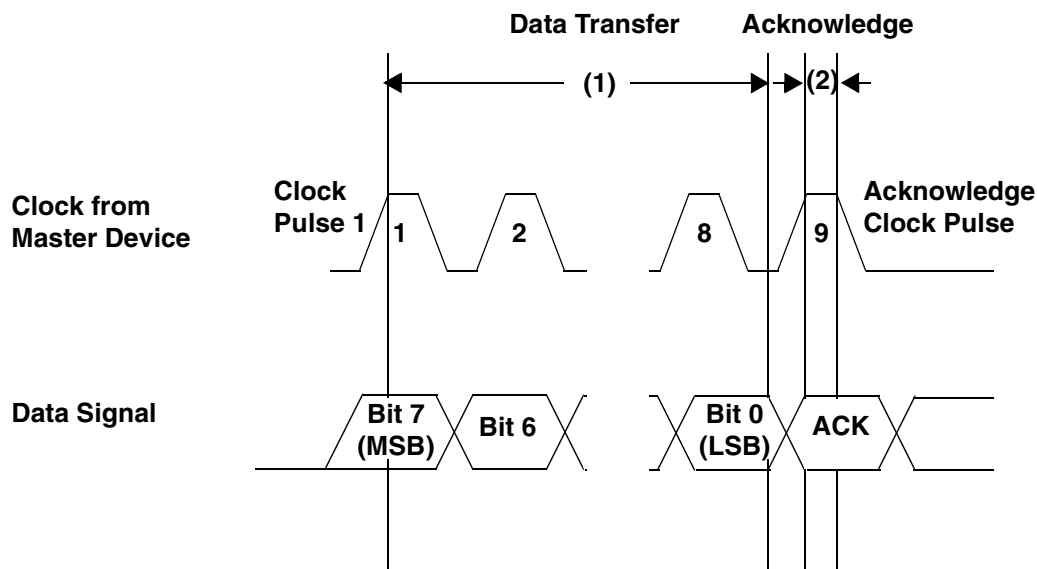 Data Transfer
Acknowledge
(1)
(2)
Clock from
Master Device
Clock
Pulse 1
1
2
8
9
Acknowledge
Clock Pulse
Data Signal
Bit 7
(MSB)
Bit 6
Bit 0
(LSB)
ACK